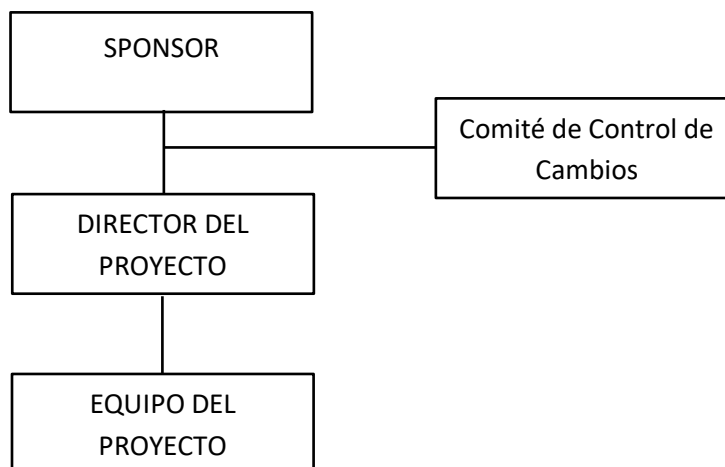 SPONSOR
Comité de Control de
Cambios
DIRECTOR DEL
PROYECTO
EQUIPO DEL
PROYECTO